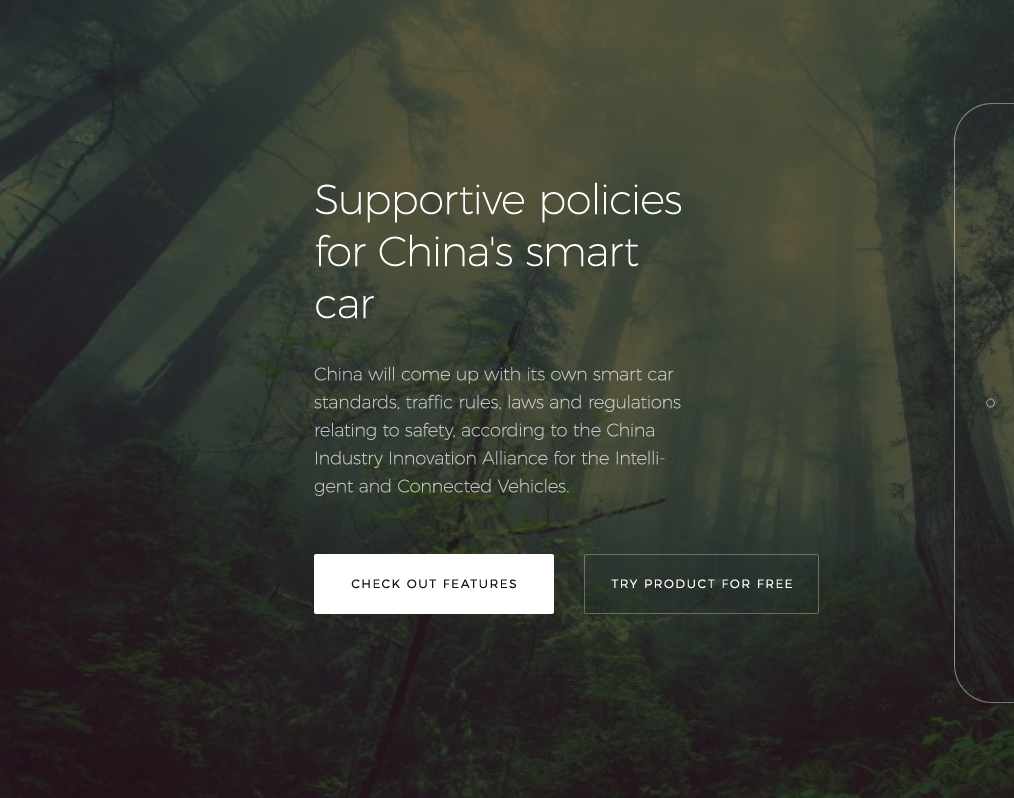 Supportive policies
for China's smart
car
China will come up with its own smart car
standards, traffic rules, laws and regulations
relating to safety, according to the China
Industry Innovation Alliance for the Intelli-
gent and Connected Vehicles.
CHECK OUT FEATURES
TRY PRODUCT FOR FREE